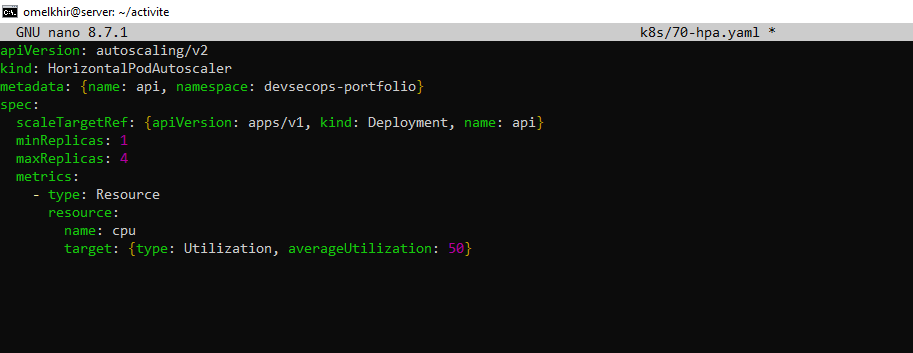 omelkhir@server: ~/activite
GNU nano 8.7.1 k8s/70-hpa.yaml *
apiVersion: autoscaling/v2
kind: HorizontalPodAutoscaler
metadata: {name: api, namespace: devsecops-portfolio}
spec:
  scaleTargetRef: {apiVersion: apps/v1, kind: Deployment, name: api}
  minReplicas: 1
  maxReplicas: 4
  metrics:
    - type: Resource
      resource:
        name: cpu
        target: {type: Utilization, averageUtilization: 50}